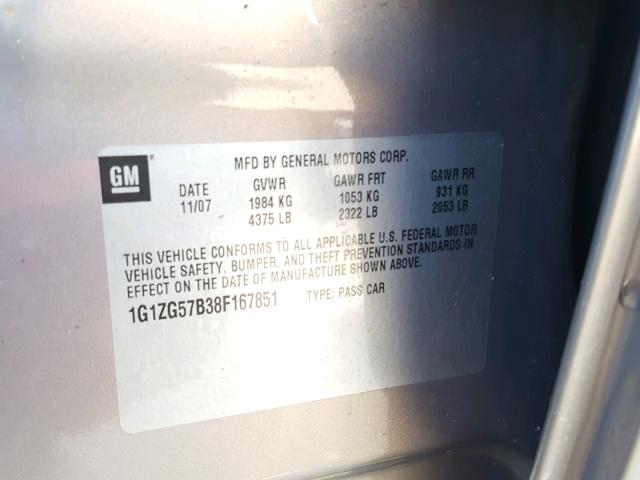 GM
MFD BY GENERAL MOTORS CORP.
DATE GVWR GAWR FRT GAWR RR
11/07 1984 KG 1053 KG 931 KG
4375 LB 2322 LB 2053 LB
THIS VEHICLE CONFORMS TO ALL APPLICABLE U.S. FEDERAL MOTOR
VEHICLE SAFETY, BUMPER, AND THEFT PREVENTION STANDARDS IN
EFFECT ON THE DATE OF MANUFACTURE SHOWN ABOVE.
1G1ZG57B38F167851 TYPE: PASS CAR